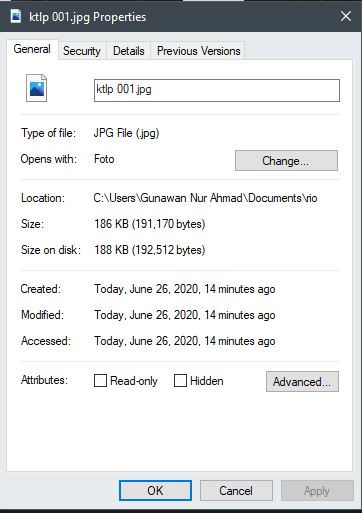 ktlp 001.jpg Properties
General Security Details Previous Versions
ktlp 001.jpg
Type of file: JPG File (.jpg)
Opens with: Foto Change...
Location: C:\Users\Gunawan Nur Ahmad\Documents\rio
Size: 186 KB (191,170 bytes)
Size on disk: 188 KB (192,512 bytes)
Created: Today, June 26, 2020, 14 minutes ago
Modified: Today, June 26, 2020, 14 minutes ago
Accessed: Today, June 26, 2020, 14 minutes ago
Attributes: Read-only Hidden Advanced...
OK Cancel Apply